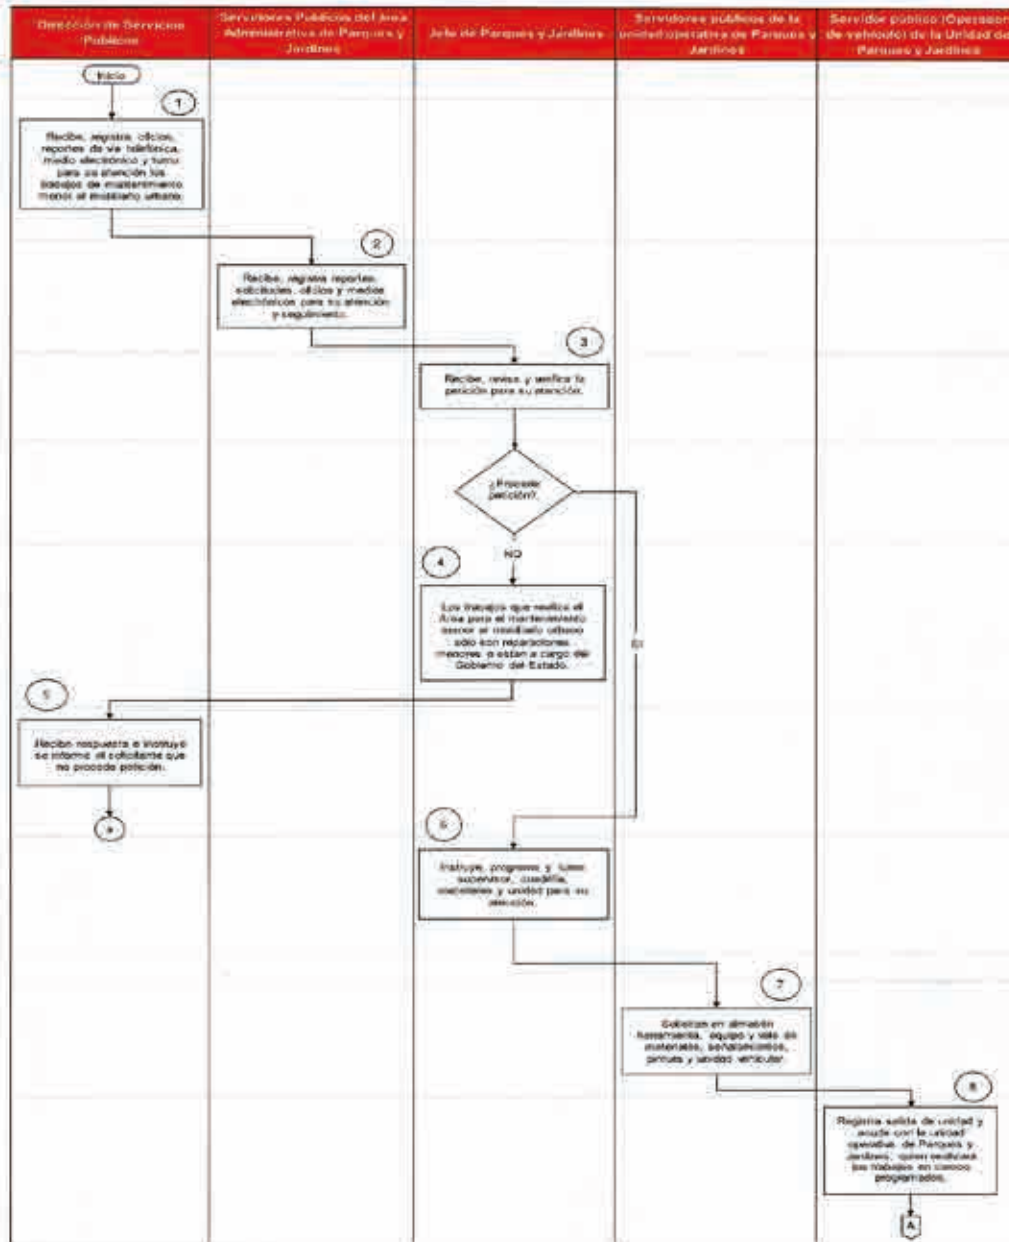 Dirección de Servicios
Públicos
Servidores Públicos del Área
Administrativa de Parques y
Jardines
Jefe de Parques y Jardines
Servidores públicos de la
unidad operativa de Parques y
Jardines
Servidor público (Operador
de vehículo) de la Unidad de
Parques y Jardines
Inicio
1
Recibe, registra, oficios,
reportes de vía telefónica,
medio electrónico y turna
para su atención los
trabajos de mantenimiento
menor al mobiliario urbano.
2
Recibe, registra reportes,
solicitudes, oficios y medios
electrónicos para su atención
y seguimiento.
3
Recibe, revisa y verifica la
petición para su atención.
¿Procede
petición?
NO
SI
4
Los trabajos que realiza el
Área para el mantenimiento
menor al mobiliario urbano
sólo son reparaciones
menores o están a cargo del
Gobierno del Estado.
5
Recibe respuesta e instruye
se informe al solicitante que
no procede petición.
6
Instruye, programa y turna
supervisor, cuadrilla,
materiales y unidad para su
atención.
7
Solicitan en almacén
herramienta, equipo y vale de
materiales, señalamientos,
pintura y unidad vehicular.
8
Registra salida de unidad y
acude con la unidad
operativa de Parques y
Jardines, quien realizará
los trabajos en
programados.
A